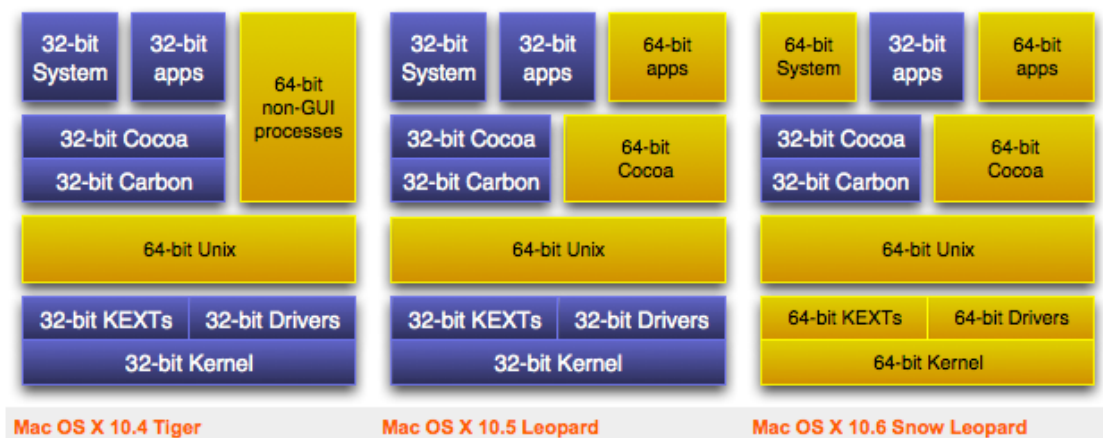 32-bit
System
32-bit
apps
64-bit
non-GUI
processes
32-bit Cocoa
32-bit Carbon
64-bit Unix
32-bit KEXTs
32-bit Drivers
32-bit Kernel
Mac OS X 10.4 Tiger
32-bit
System
32-bit
apps
64-bit
apps
32-bit Cocoa
32-bit Carbon
64-bit
Cocoa
64-bit Unix
32-bit KEXTs
32-bit Drivers
32-bit Kernel
Mac OS X 10.5 Leopard
64-bit
System
32-bit
apps
64-bit
apps
32-bit Cocoa
32-bit Carbon
64-bit
Cocoa
64-bit Unix
64-bit KEXTs
64-bit Drivers
64-bit Kernel
Mac OS X 10.6 Snow Leopard